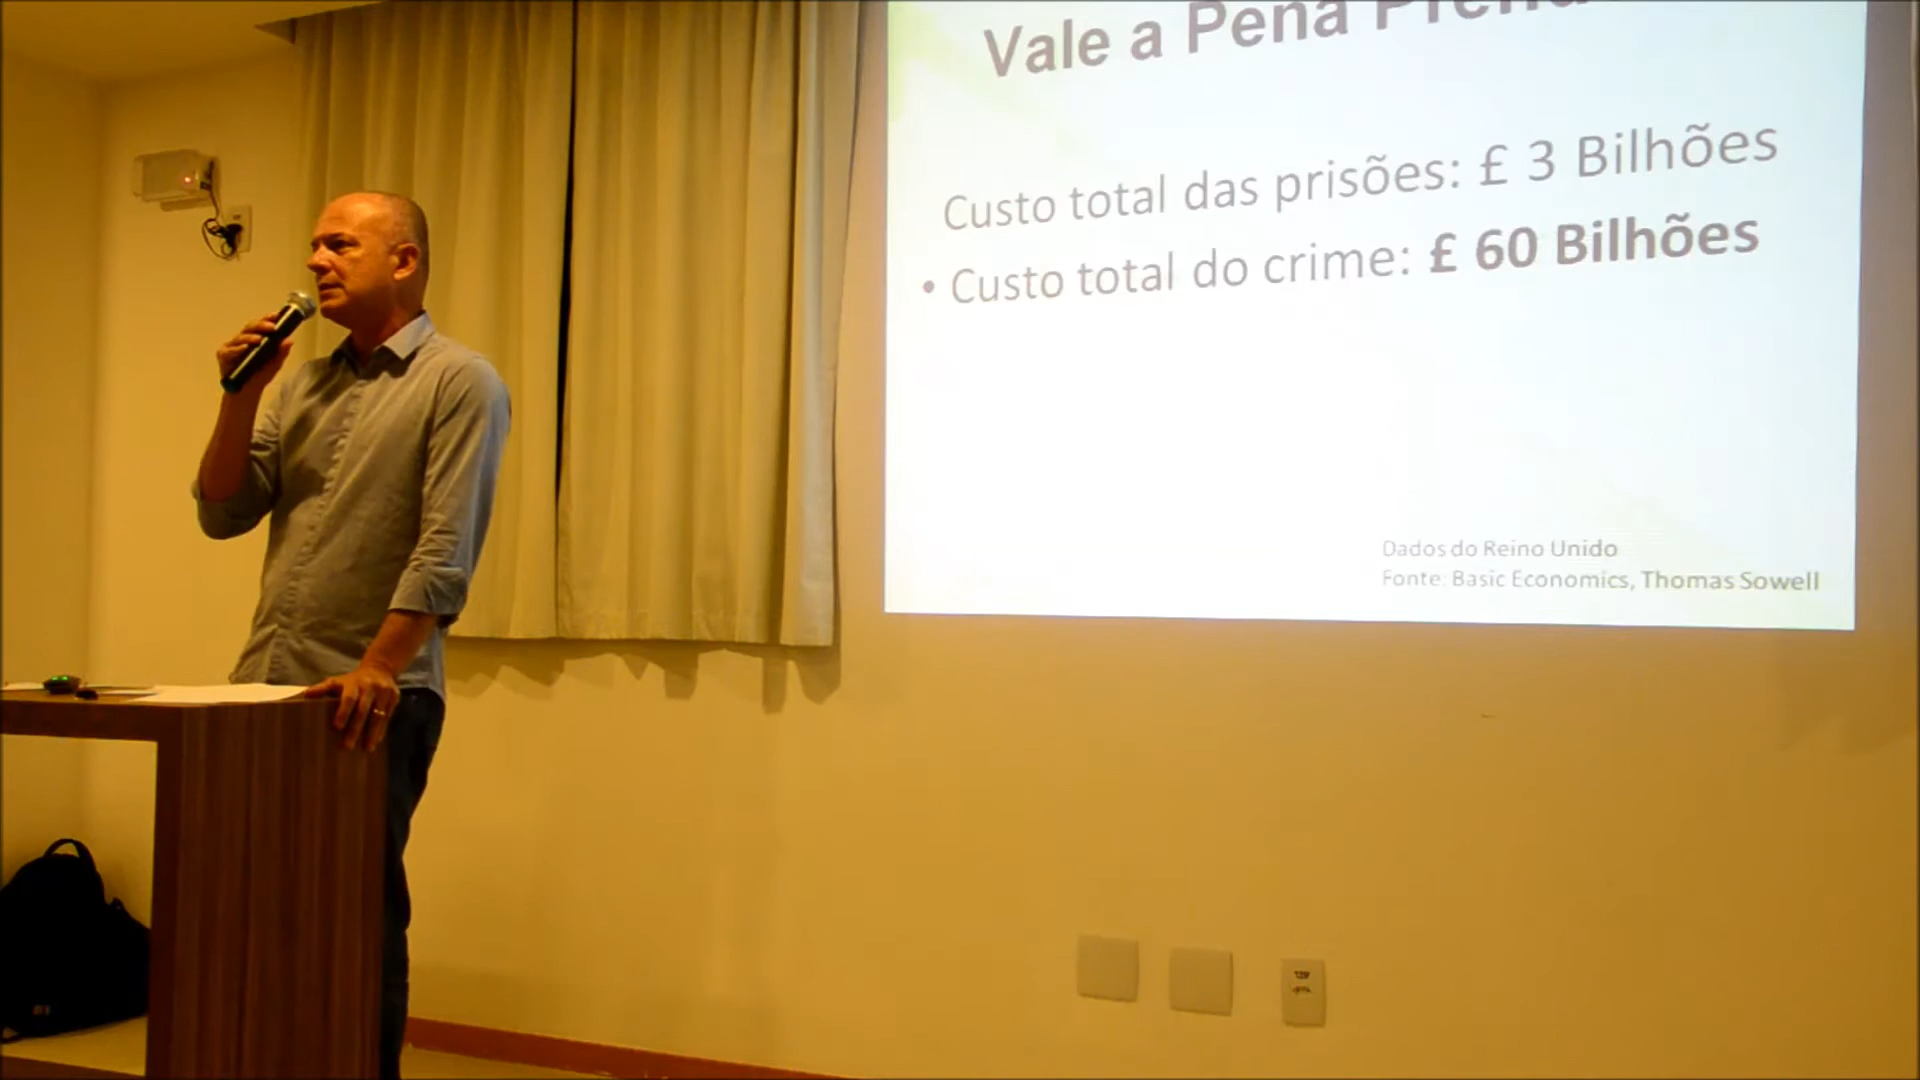 Vale a Pena
Custo total das prisões: £ 3 Bilhões
• Custo total do crime: £ 60 Bilhões
Dados do Reino Unido
Fonte: Basic Economics, Thomas Sowell